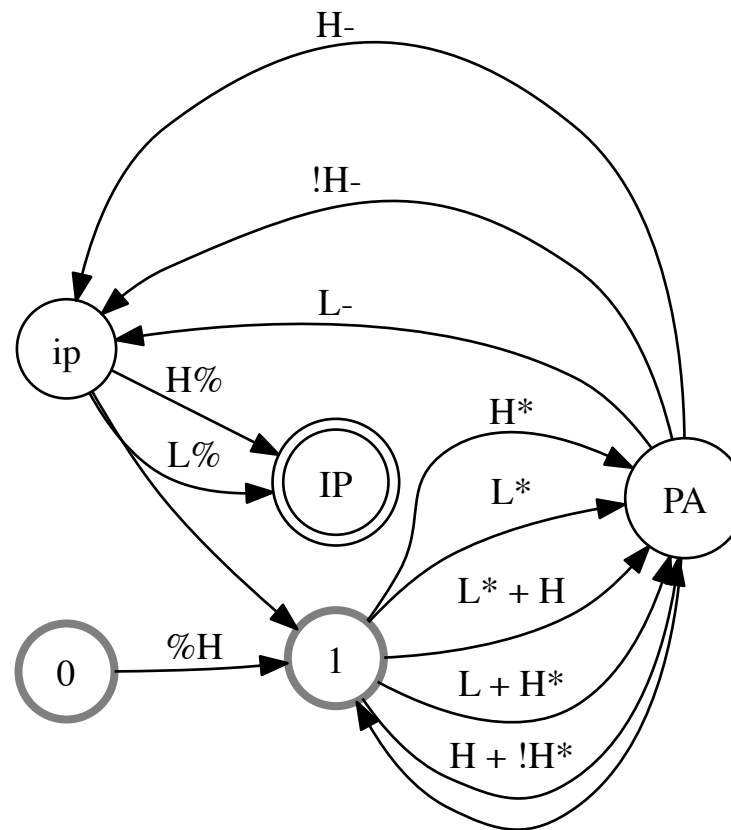 H-
!H-
L-
ip
H%
H*
L%
IP
L*
PA
L* + H
%H
1
0
L + H*
H + !H*